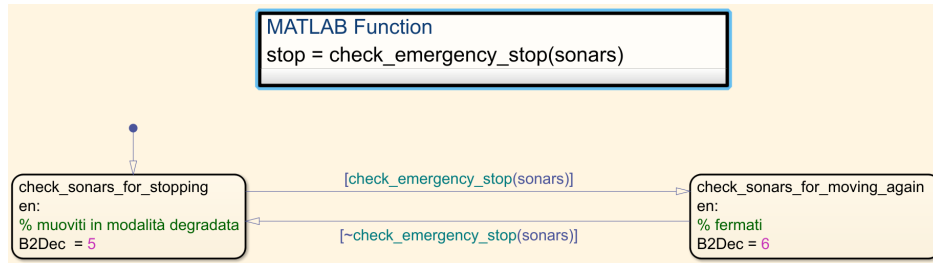 MATLAB Function
stop = check_emergency_stop(sonars)
[check_emergency_stop(sonars)]
check_sonars_for_stopping
en:
% muoviti in modalità degradata
B2Dec = 5
check_sonars_for_moving_again
en:
% fermati
B2Dec = 6
[~check_emergency_stop(sonars)]